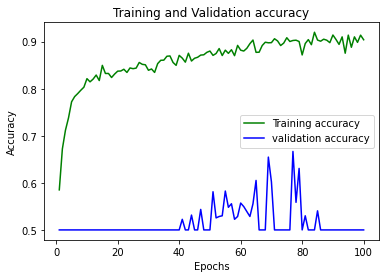 Training and Validation accuracy
Accuracy
0.9
0.8
0.7
0.6
0.5
Training accuracy
validation accuracy
0
20
40
60
80
100
Epochs